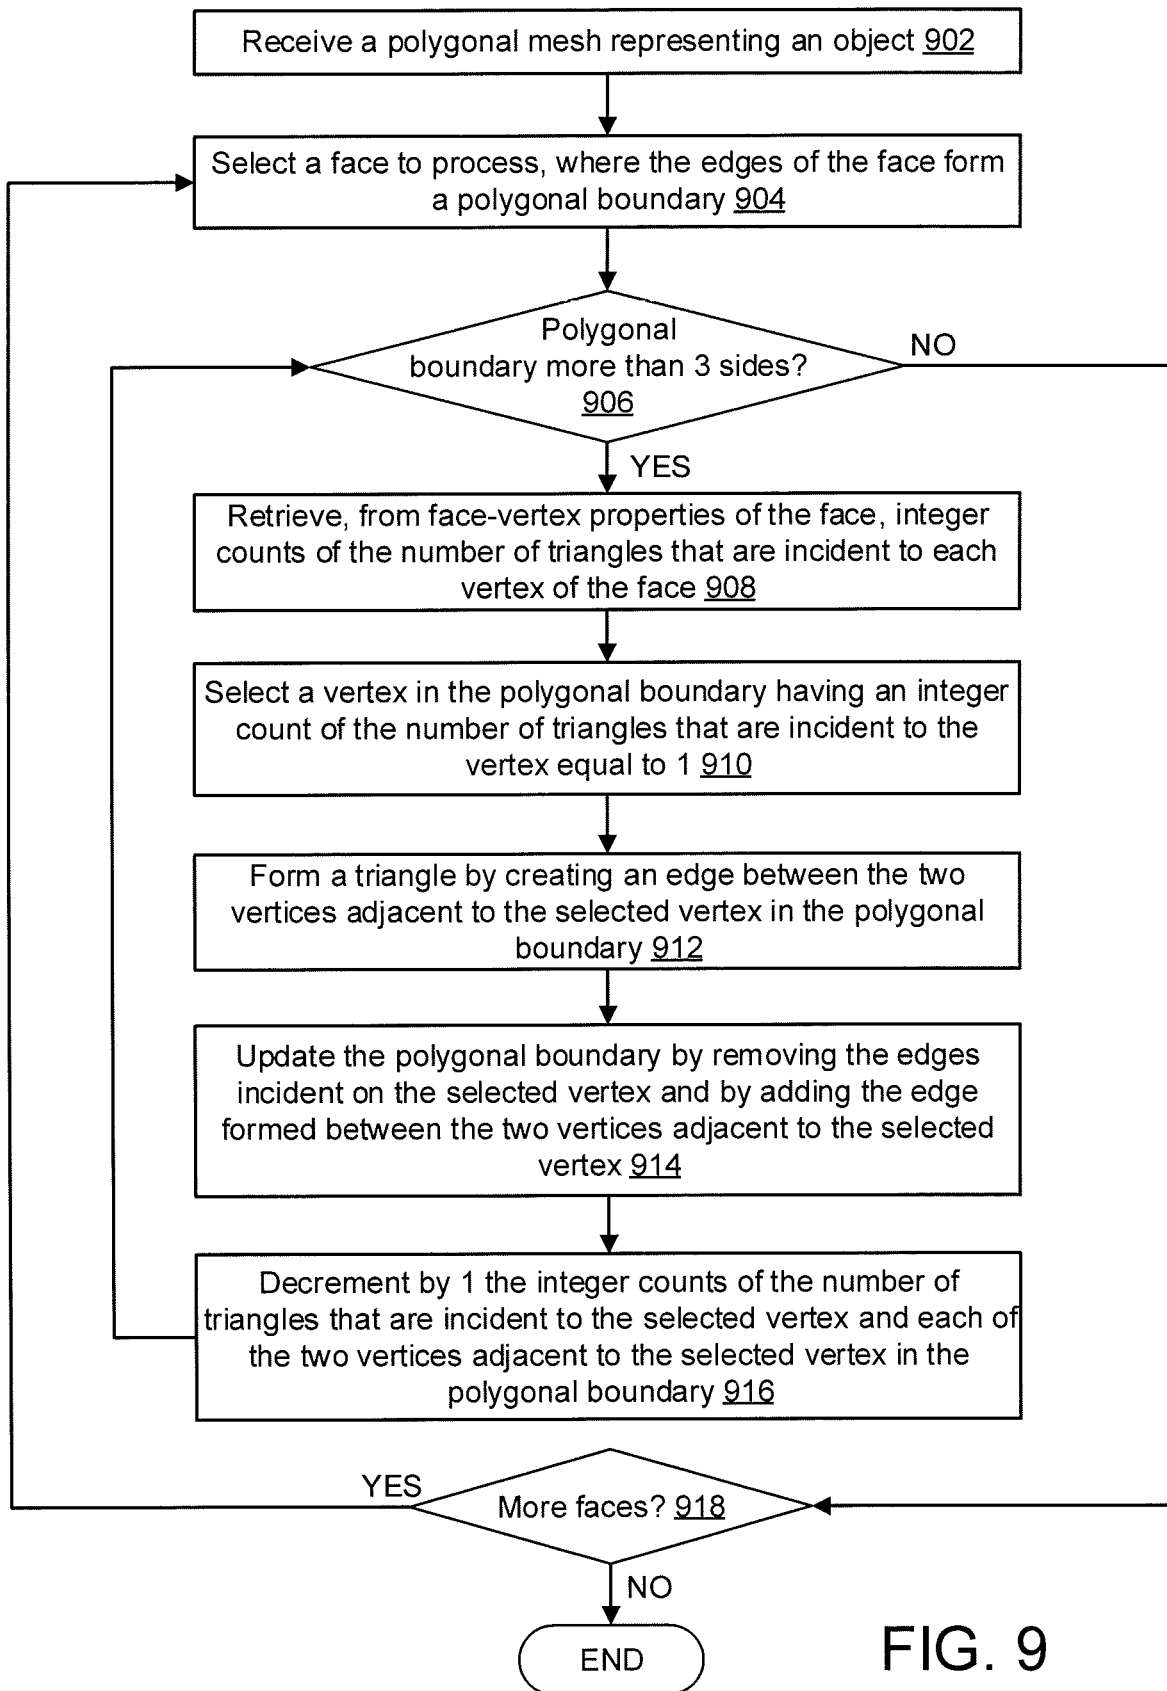 Receive a polygonal mesh representing an object 902
Select a face to process, where the edges of the face form
a polygonal boundary 904
Polygonal
boundary more than 3 sides?
906
NO
YES
Retrieve, from face-vertex properties of the face, integer
counts of the number of triangles that are incident to each
vertex of the face 908
Select a vertex in the polygonal boundary having an integer
count of the number of triangles that are incident to the
vertex equal to 1 910
Form a triangle by creating an edge between the two
vertices adjacent to the selected vertex in the polygonal
boundary 912
Update the polygonal boundary by removing the edges
incident on the selected vertex and by adding the edge
formed between the two vertices adjacent to the selected
vertex 914
Decrement by 1 the integer counts of the number of
triangles that are incident to the selected vertex and each of
the two vertices adjacent to the selected vertex in the
polygonal boundary 916
YES
More faces? 918
NO
END
FIG. 9